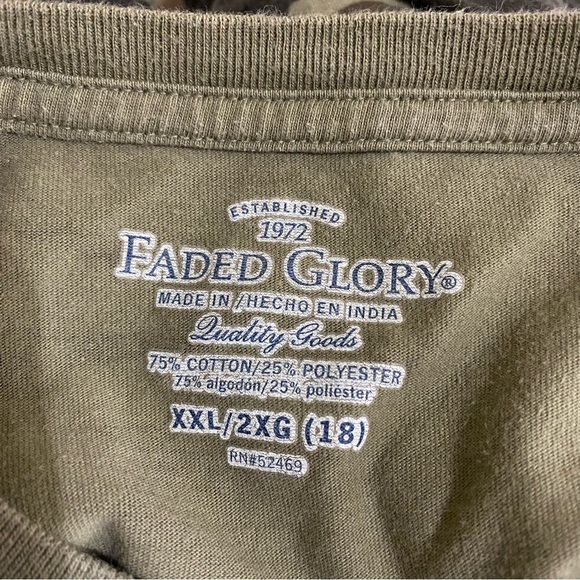 ESTABLISHED
1972
FADED GLORY®
MADE IN/HECHO EN INDIA
Quality Goods
75% COTTON/25% POLYESTER
75% algodón/25% poliéster
XXL/2XG (18)
RN#52469